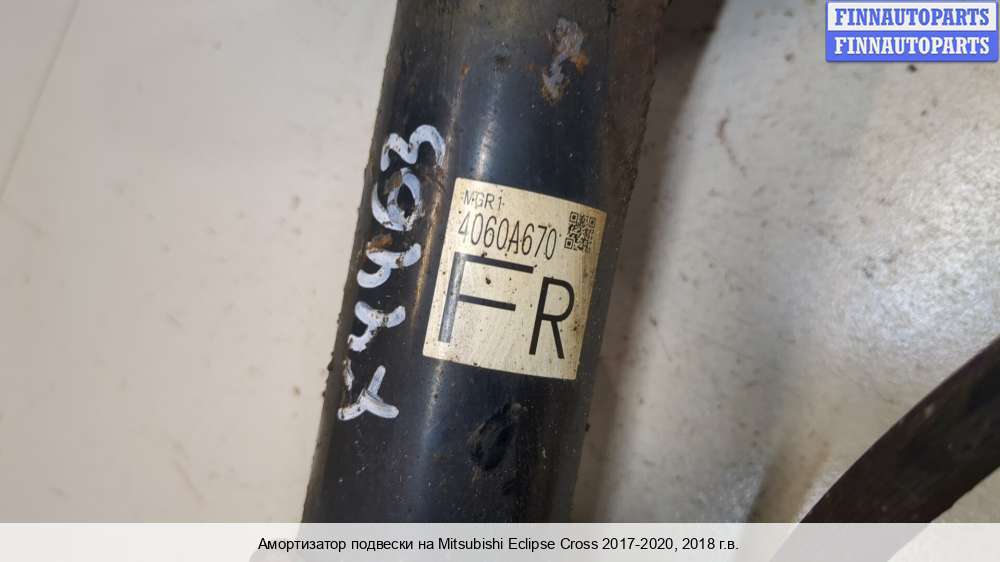 FINNAUTOPARTS
FINNAUTOPARTS
MGR1
4060A670
FR
Амортизатор подвески на Mitsubishi Eclipse Cross 2017-2020, 2018 г.в.